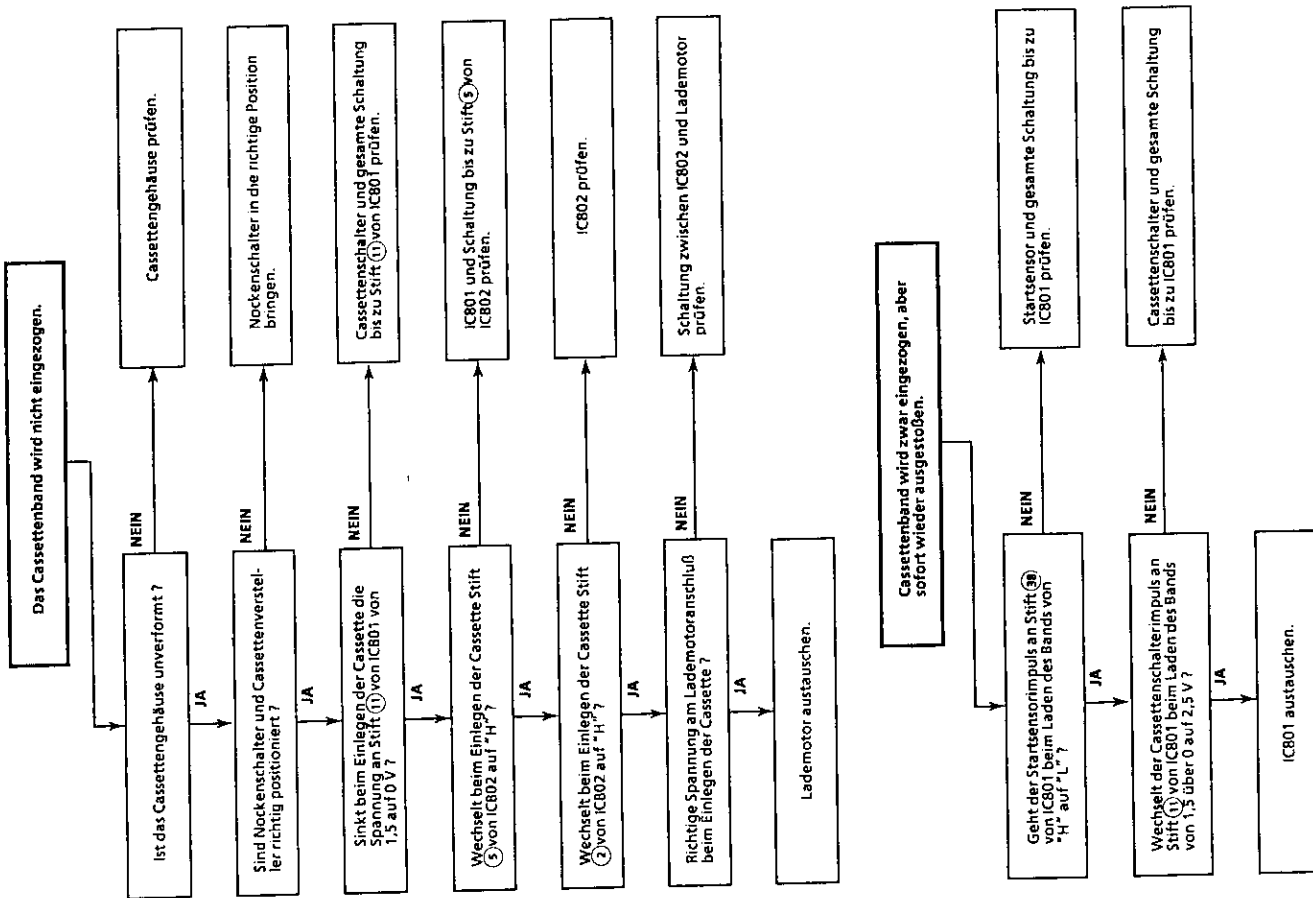 Das Cassettenband wird nicht eingezogen.
Ist das Cassettengehäuse unverformt ?
NEIN
Cassettengehäuse prüfen.
JA
Sind Nockenschalter und Cassettenverstel-
ler richtig positioniert ?
NEIN
Nockenschalter in die richtige Position
bringen.
JA
Sinkt beim Einlegen der Cassette die
Spannung an Stift 11 von IC801 von
1,5 auf 0 V ?
NEIN
Cassettenschalter und gesamte Schaltung
bis zu Stift 11 von IC801 prüfen.
JA
Wechselt beim Einlegen der Cassette Stift
5 von IC802 auf "H" ?
NEIN
IC801 und Schaltung bis zu Stift 5 von
IC802 prüfen.
JA
Wechselt beim Einlegen der Cassette Stift
2 von IC802 auf "H" ?
NEIN
IC802 prüfen.
JA
Richtige Spannung am Lademotoranschluß
beim Einlegen der Cassette ?
NEIN
Schaltung zwischen IC802 und Lademotor
prüfen.
JA
Lademotor austauschen.
Cassettenband wird zwar eingezogen, aber
sofort wieder ausgestoßen.
Geht der Startsensorimpuls an Stift 38
von IC801 beim Laden des Bands von
"H" auf "L" ?
NEIN
Startsensor und gesamte Schaltung bis zu
IC801 prüfen.
JA
Wechselt der Cassettenschalterimpuls an
Stift 11 von IC801 beim Laden des Bands
von 1,5 über 0 auf 2,5 V ?
NEIN
Cassettenschalter und gesamte Schaltung
bis zu IC801 prüfen.
JA
IC801 austauschen.